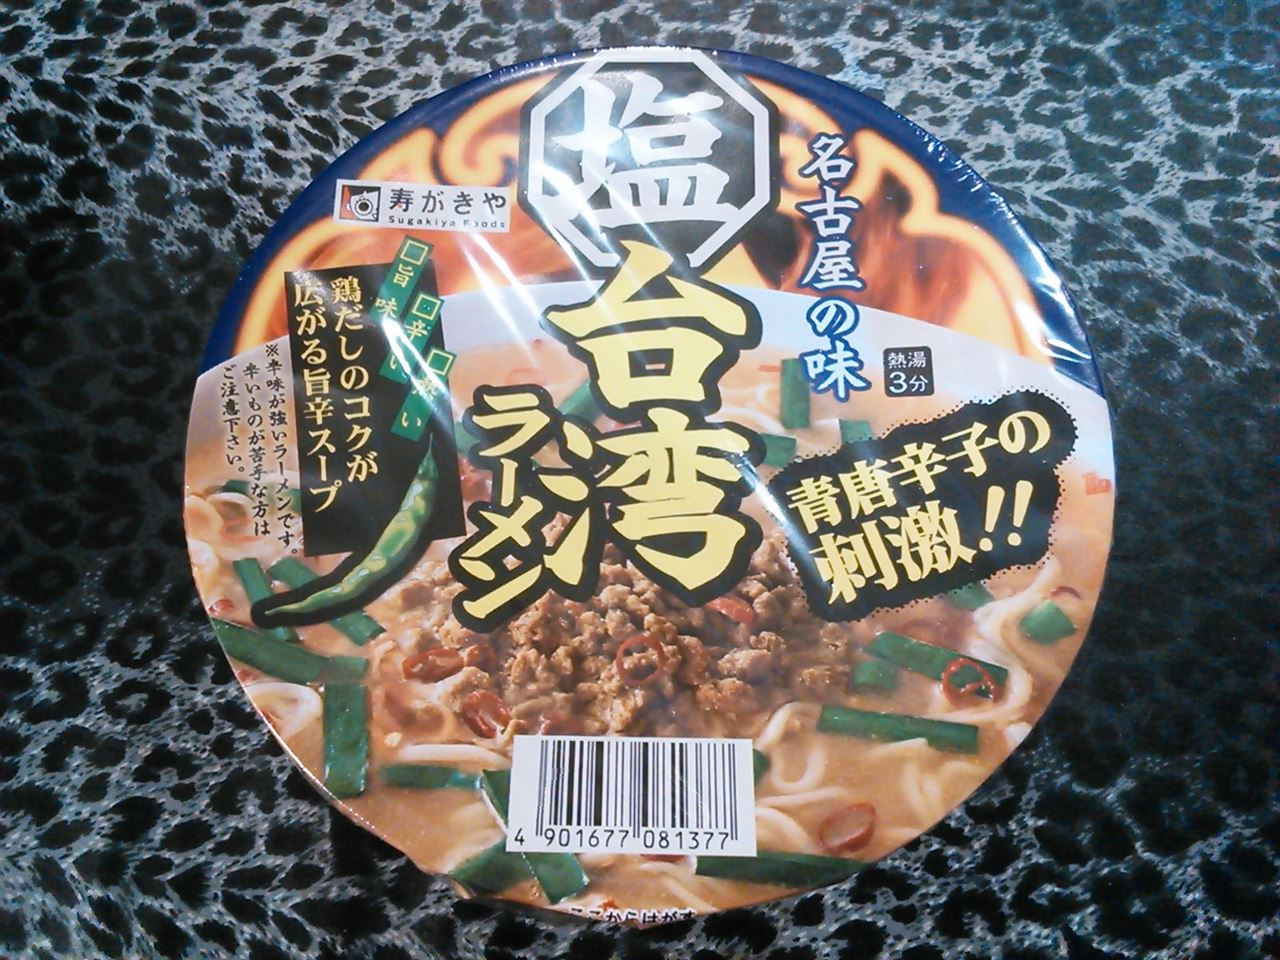 塩
台湾
ラーメン
名古屋の味
熱湯
3分
寿がきや
Sugakiya Foods
旨味
辛い
熱い
鶏だしのコクが
広がる旨辛スープ
※辛味が強いラーメンです。
辛いものが苦手な方は
ご注意下さい。
青唐辛子の
刺激!!
4 901677 081377
ここからはがす